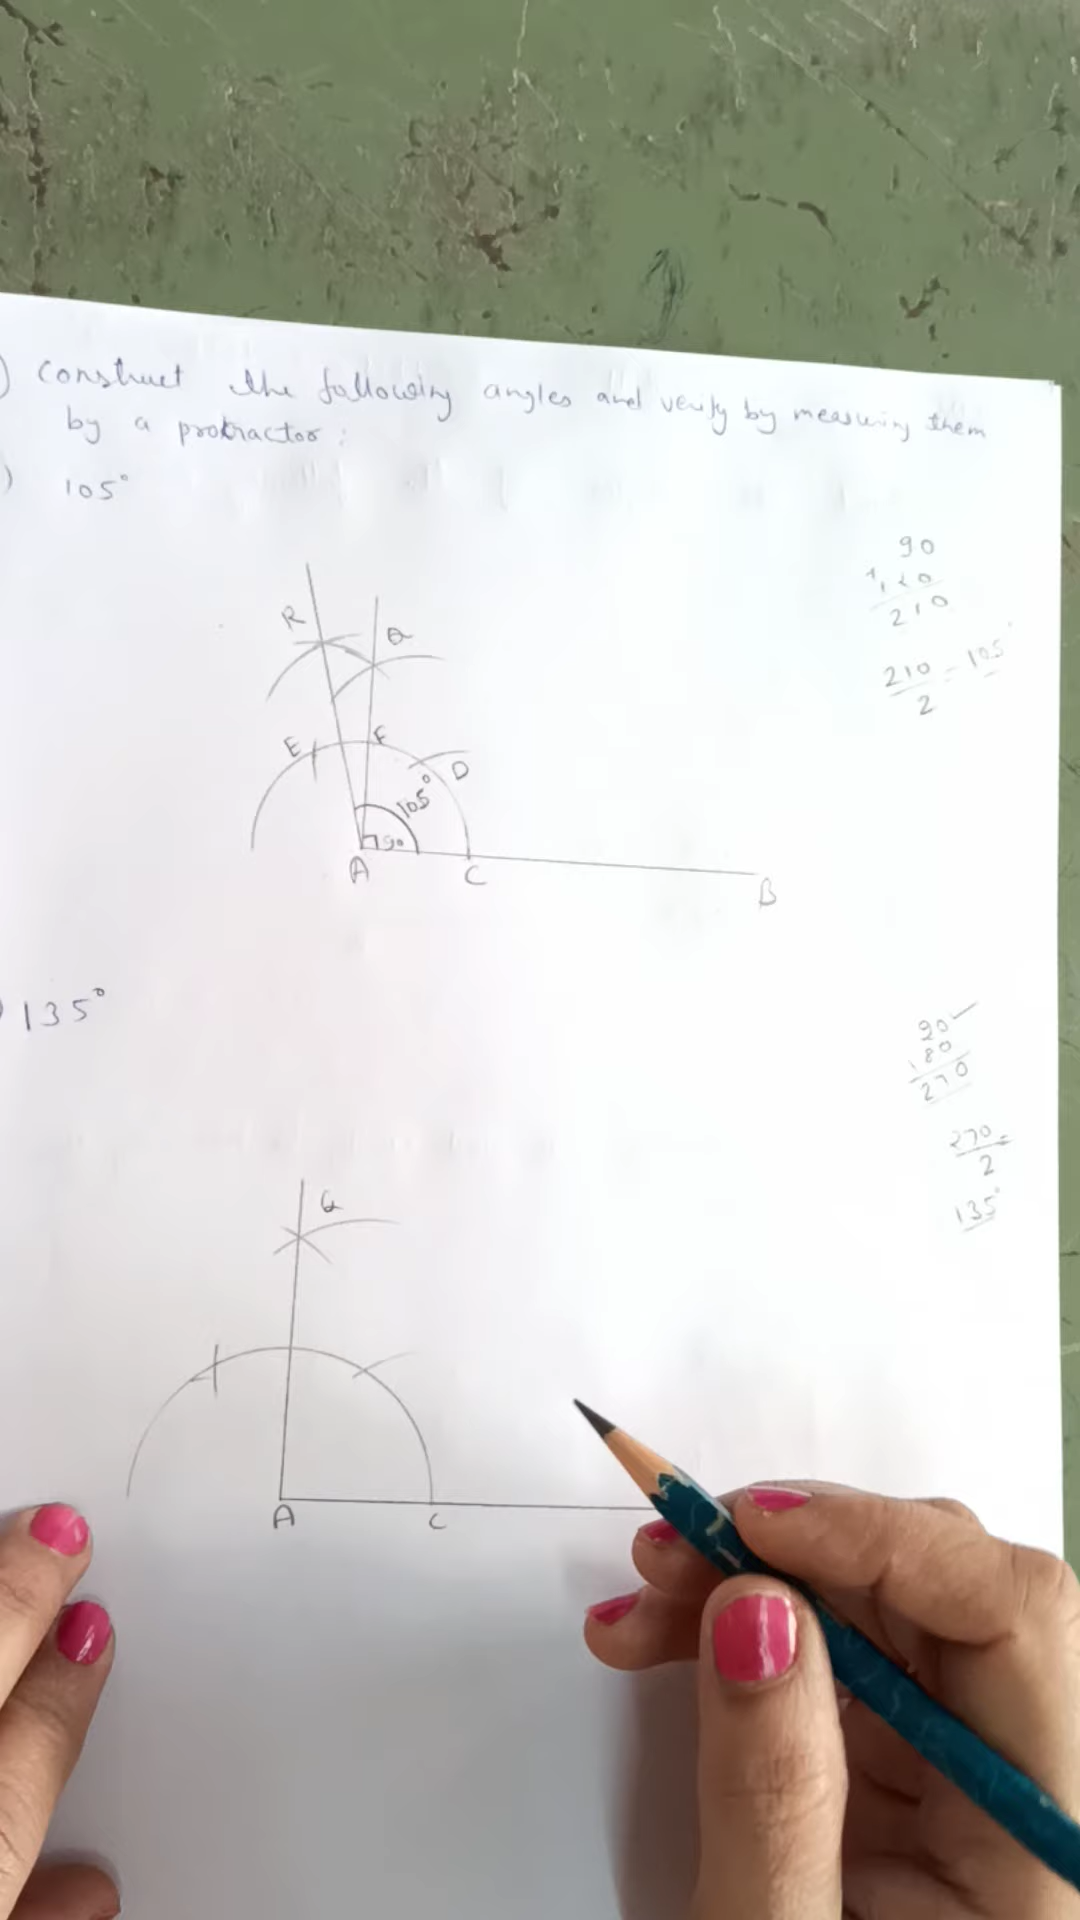 ) construct the following angles and verify by measuring them
by a protractor :
) 105°
90
+120
210
210/2 = 105°
R
Q
E
F
D
105°
90
A
C
B
) 135°
90
180
270
270/2 =
135°
Q
A
C